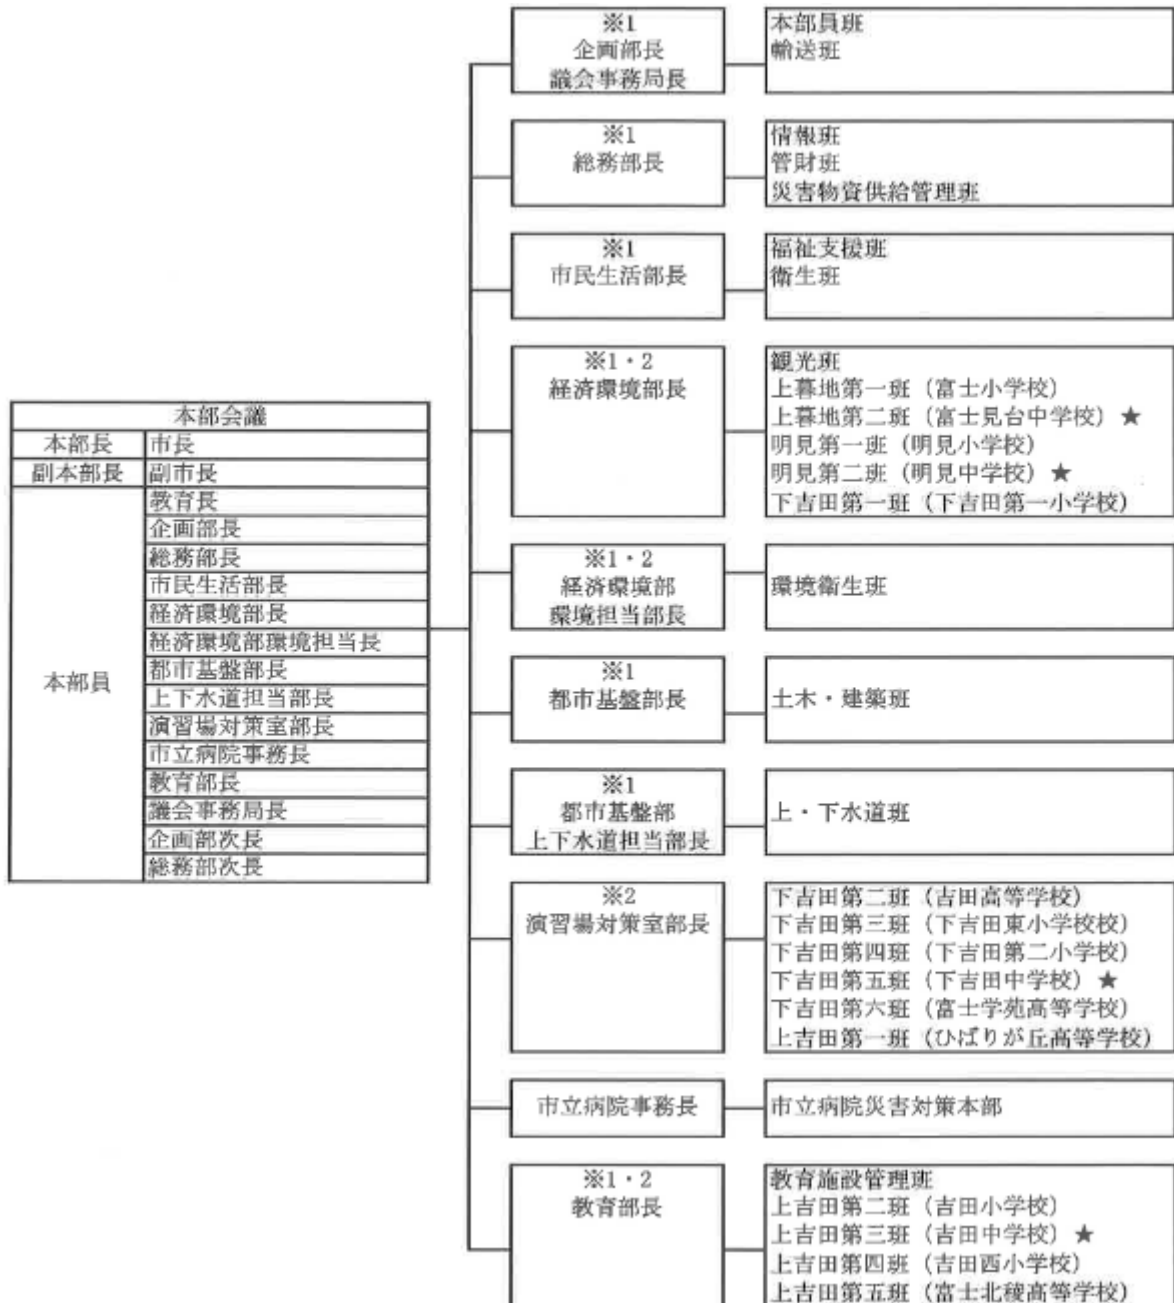 本部会議
本部長 市長
副本部長 副市長
本部員
教育長
企画部長
総務部長
市民生活部長
経済環境部長
経済環境部環境担当長
都市基盤部長
上下水道担当部長
演習場対策室部長
市立病院事務長
教育部長
議会事務局長
企画部次長
総務部次長
※1
企画部長
議会事務局長
本部員班
輸送班
※1
総務部長
情報班
管財班
災害物資供給管理班
※1
市民生活部長
福祉支援班
衛生班
※1・2
経済環境部長
観光班
上暮地第一班（富士小学校）
上暮地第二班（富士見台中学校）★
明見第一班（明見小学校）
明見第二班（明見中学校）★
下吉田第一班（下吉田第一小学校）
※1・2
経済環境部
環境担当部長
環境衛生班
※1
都市基盤部長
土木・建築班
※1
都市基盤部
上下水道担当部長
上・下水道班
※2
演習場対策室部長
下吉田第二班（吉田高等学校）
下吉田第三班（下吉田東小学校校）
下吉田第四班（下吉田第二小学校）
下吉田第五班（下吉田中学校）★
下吉田第六班（富士学苑高等学校）
上吉田第一班（ひばりが丘高等学校）
市立病院事務長
市立病院災害対策本部
※1・2
教育部長
教育施設管理班
上吉田第二班（吉田小学校）
上吉田第三班（吉田中学校）★
上吉田第四班（吉田西小学校）
上吉田第五班（富士北稜高等学校）